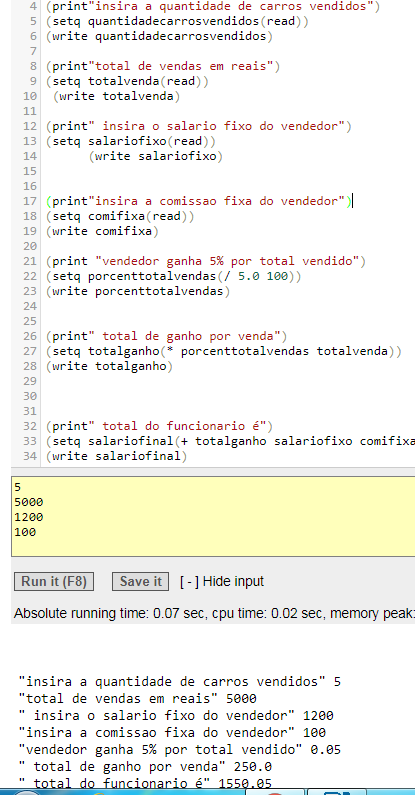 4 (print"insira a quantidade de carros vendidos")
5 (setq quantidadecarrosvendidos(read))
6 (write quantidadecarrosvendidos)
7
8 (print"total de vendas em reais")
9 (setq totalvenda(read))
10 (write totalvenda)
11
12 (print" insira o salario fixo do vendedor")
13 (setq salariofixo(read))
14 (write salariofixo)
15
16
17 (print"insira a comissao fixa do vendedor")
18 (setq comifixa(read))
19 (write comifixa)
20
21 (print "vendedor ganha 5% por total vendido")
22 (setq porcenttotalvendas(/ 5.0 100))
23 (write porcenttotalvendas)
24
25
26 (print" total de ganho por venda")
27 (setq totalganho(* porcenttotalvendas totalvenda))
28 (write totalganho)
29
30
31
32 (print" total do funcionario é")
33 (setq salariofinal(+ totalganho salariofixo comifixa
34 (write salariofinal)
5
5000
1200
100
Run it (F8) Save it [ - ] Hide input
Absolute running time: 0.07 sec, cpu time: 0.02 sec, memory peak:
"insira a quantidade de carros vendidos" 5
"total de vendas em reais" 5000
" insira o salario fixo do vendedor" 1200
"insira a comissao fixa do vendedor" 100
"vendedor ganha 5% por total vendido" 0.05
" total de ganho por venda" 250.0
" total do funcionario é" 1550.05